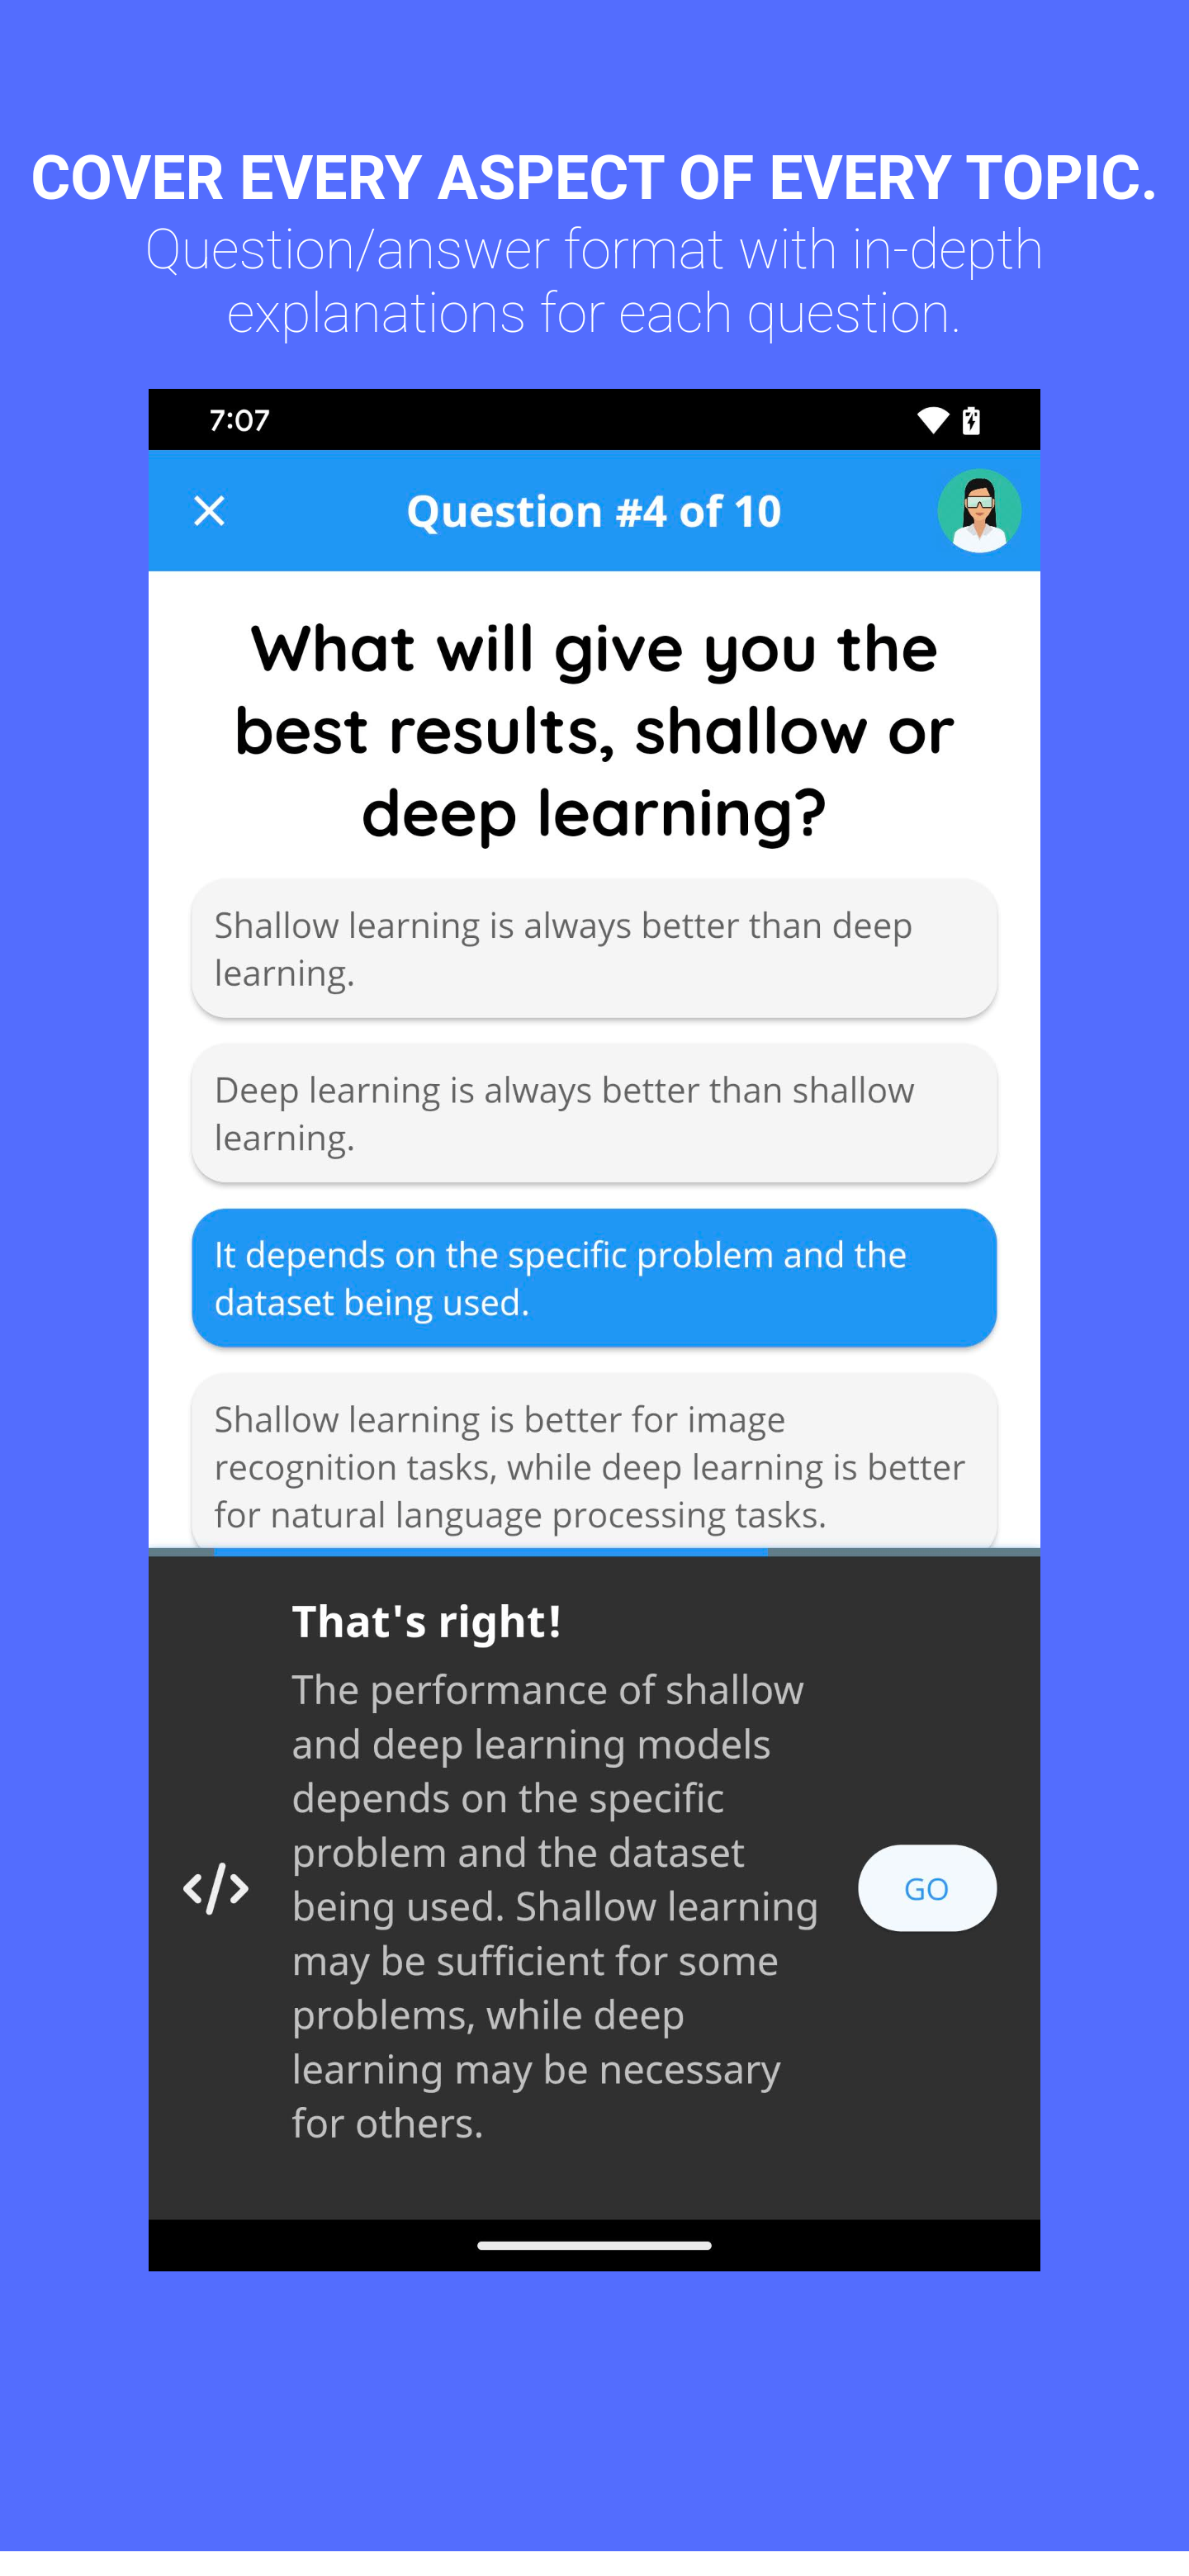 COVER EVERY ASPECT OF EVERY TOPIC.
Question/answer format with in-depth
explanations for each question.
7:07
Question #4 of 10
What will give you the
best results, shallow or
deep learning?
Shallow learning is always better than deep
learning.
Deep learning is always better than shallow
learning.
It depends on the specific problem and the
dataset being used.
Shallow learning is better for image
recognition tasks, while deep learning is better
for natural language processing tasks.
That's right!
The performance of shallow
and deep learning models
depends on the specific
problem and the dataset
being used. Shallow learning
may be sufficient for some
problems, while deep
learning may be necessary
for others.
GO